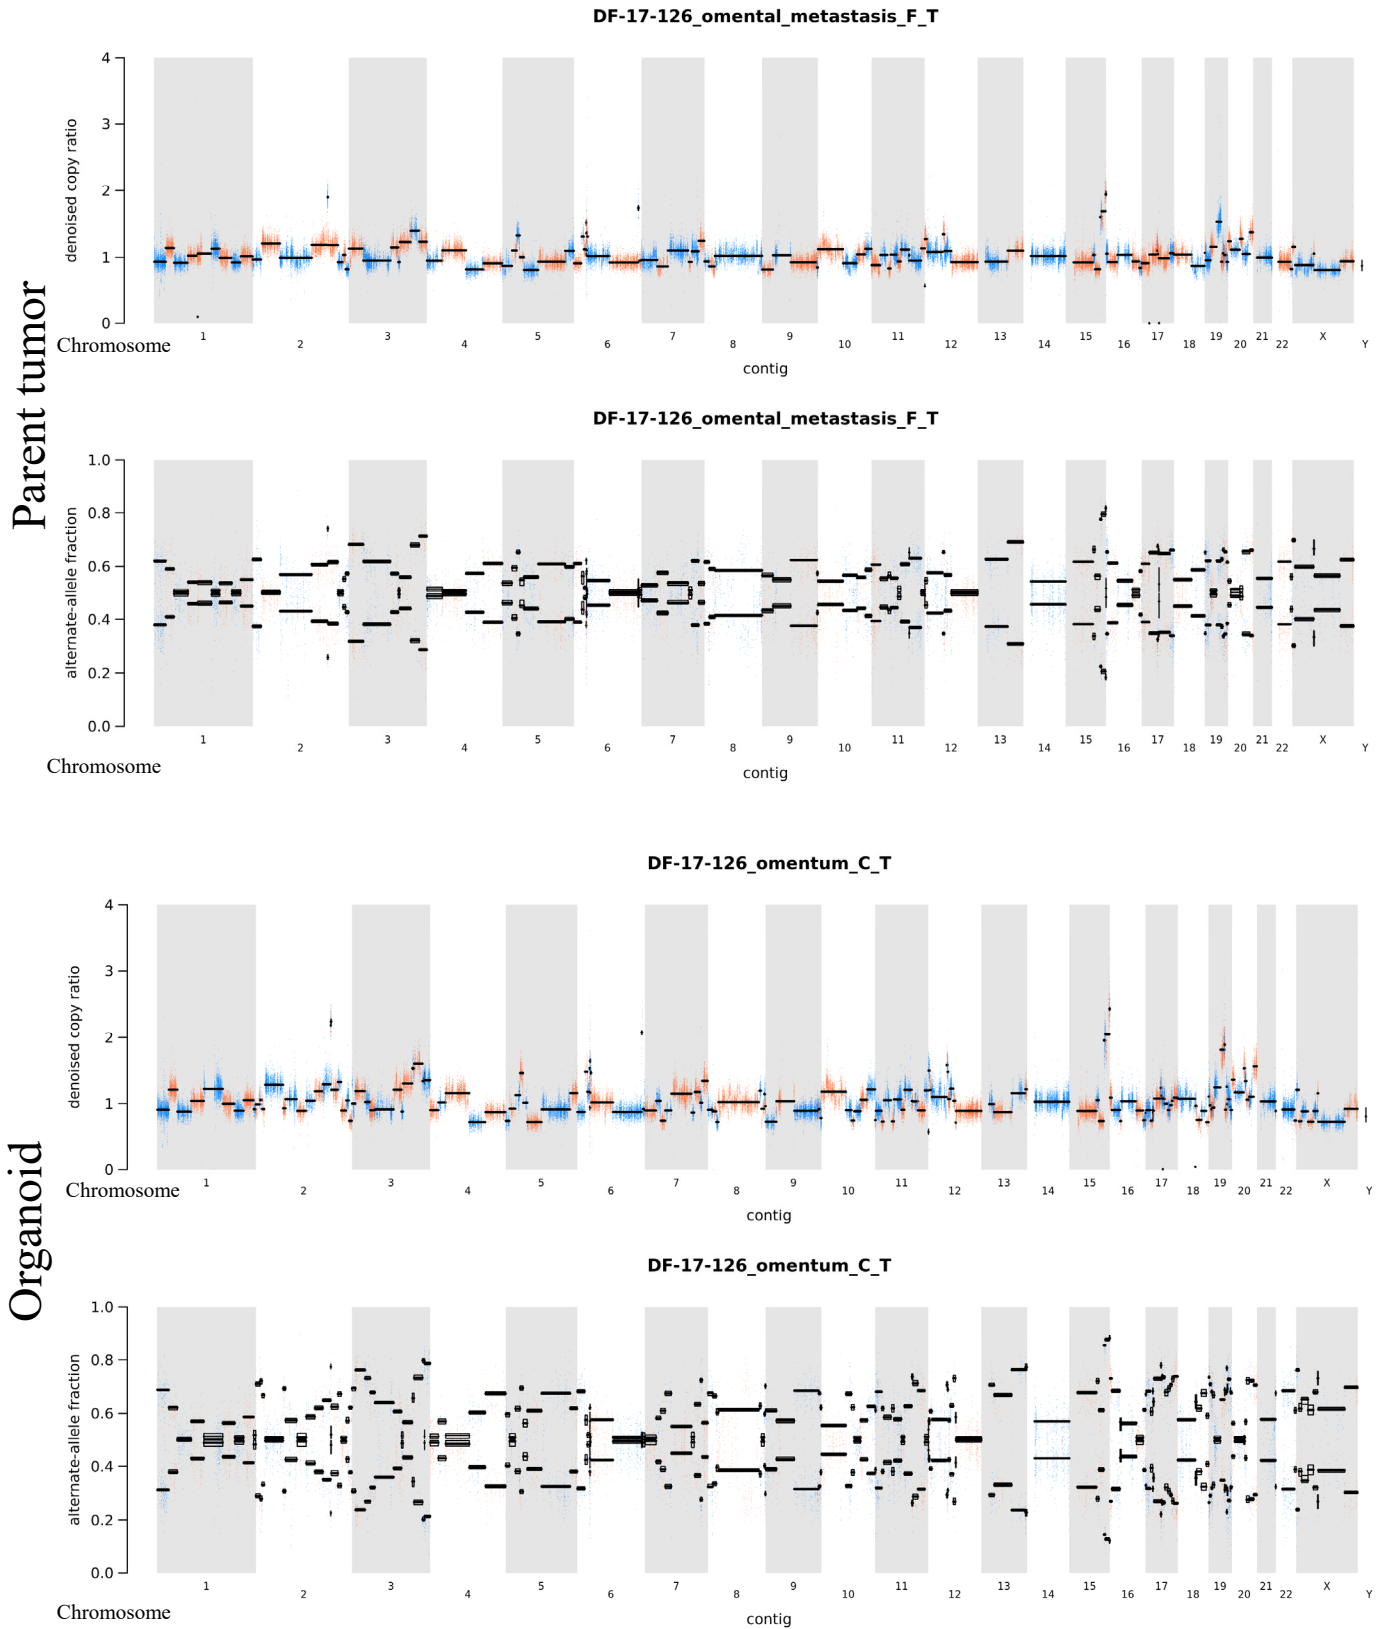 DF-17-126_omental_metastasis_F_T
denoised copy ratio
4
3
2
1
0
1 2 3 4 5 6 7 8 9 10 11 12 13 14 15 16 17 18 19 20 21 22 X Y
Chromosome
contig
Parent tumor
DF-17-126_omental_metastasis_F_T
alternate-allele fraction
1.0
0.8
0.6
0.4
0.2
0.0
1 2 3 4 5 6 7 8 9 10 11 12 13 14 15 16 17 18 19 20 21 22 X Y
Chromosome
contig
DF-17-126_omentum_C_T
denoised copy ratio
4
3
2
1
0
1 2 3 4 5 6 7 8 9 10 11 12 13 14 15 16 17 18 19 20 21 22 X Y
Chromosome
contig
Organoid
DF-17-126_omentum_C_T
alternate-allele fraction
1.0
0.8
0.6
0.4
0.2
0.0
1 2 3 4 5 6 7 8 9 10 11 12 13 14 15 16 17 18 19 20 21 22 X Y
Chromosome
contig